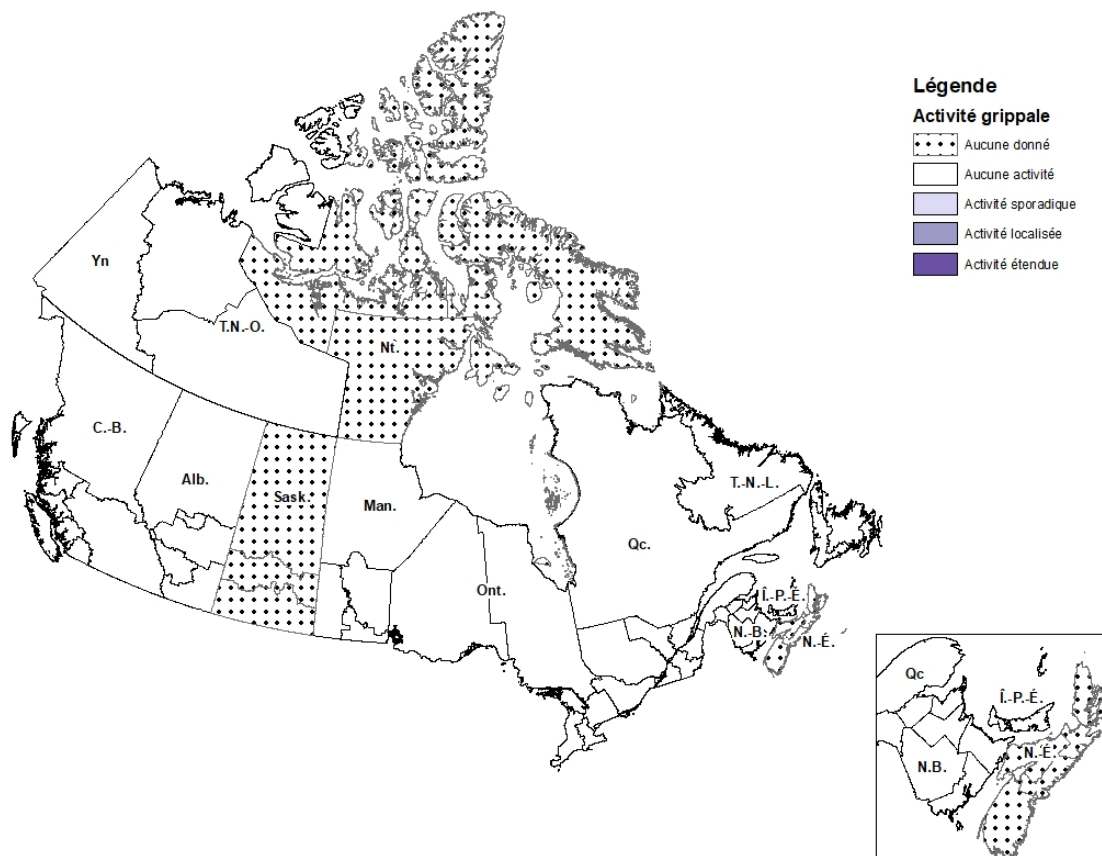 Légende
Activité grippale
Aucune donné
Aucune activité
Activité sporadique
Activité localisée
Activité étendue
Yn
T.N.-O.
Nt.
C.-B.
Alb.
Sask.
Man.
Ont.
Qc.
T.-N.-L.
Î.-P.-É.
N.-B.
N.-É.
Qc
Î.-P.-É.
N.-É.
N.B.